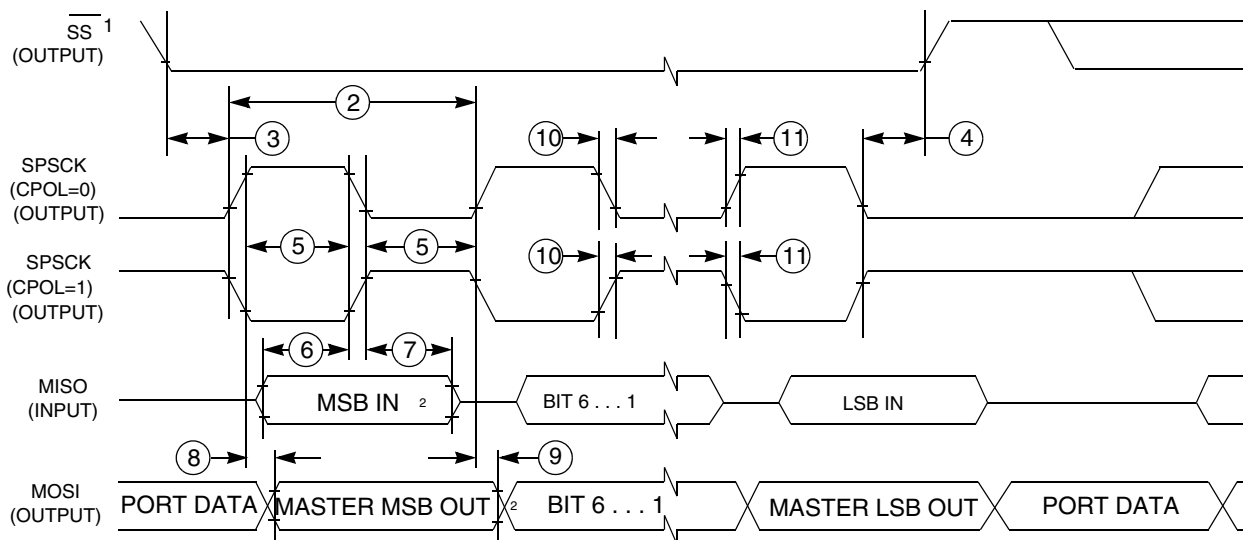 SS 1
(OUTPUT)
2
3
10
11
4
SPSCK
(CPOL=0)
(OUTPUT)
5
5
SPSCK
(CPOL=1)
(OUTPUT)
10
11
6
7
MISO
(INPUT)
MSB IN 2
BIT 6 . . . 1
LSB IN
8
9
MOSI
(OUTPUT)
PORT DATA
MASTER MSB OUT 2
BIT 6 . . . 1
MASTER LSB OUT
PORT DATA